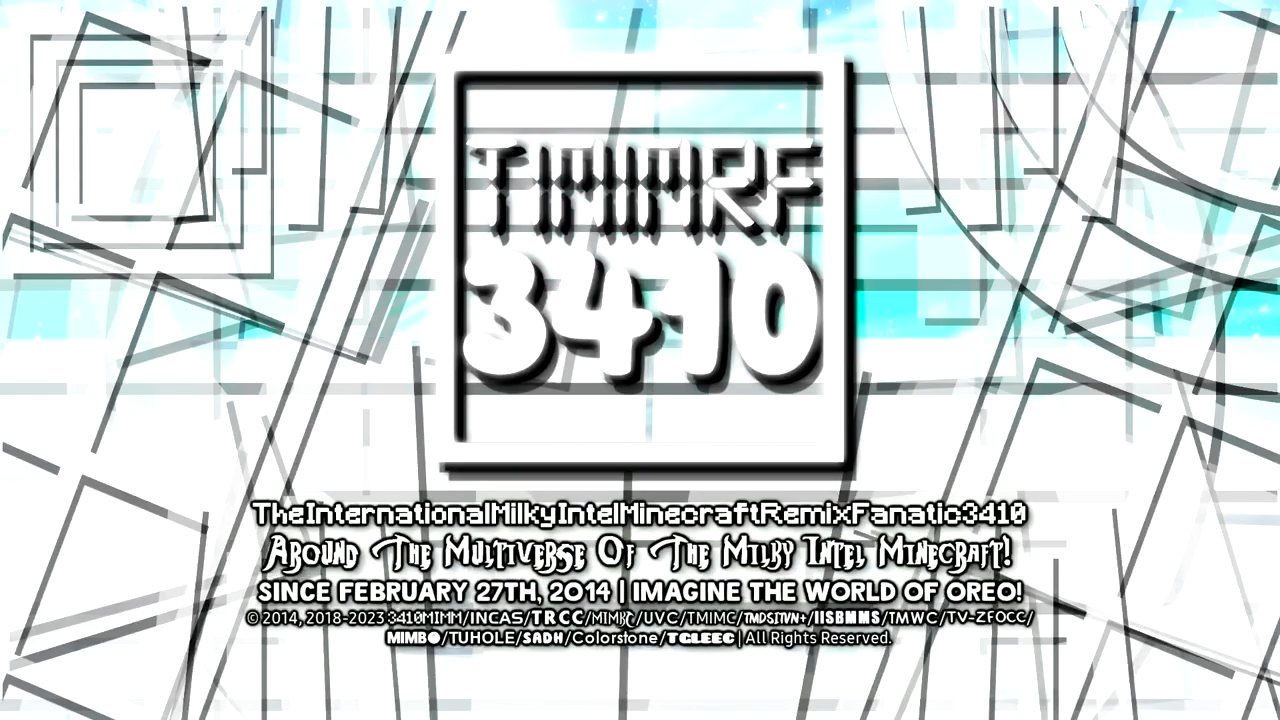 TMIMRF
3410
TheInternationalMilkyIntelMinecraftRemixFanatic3410
Around The Multiverse Of The Milky Intel Minecraft!
SINCE FEBRUARY 27TH, 2014 | IMAGINE THE WORLD OF OREO!
© 2014, 2018-2023 3410MIMM/INCAS/TRCC/MIMBC/UVC/TMIMC/TMDSITVN+/IISBMMS/TMWC/TV-ZFOCC/
MIMBO/TUHOLE/SADH/Colorstone/TCLEEC | All Rights Reserved.